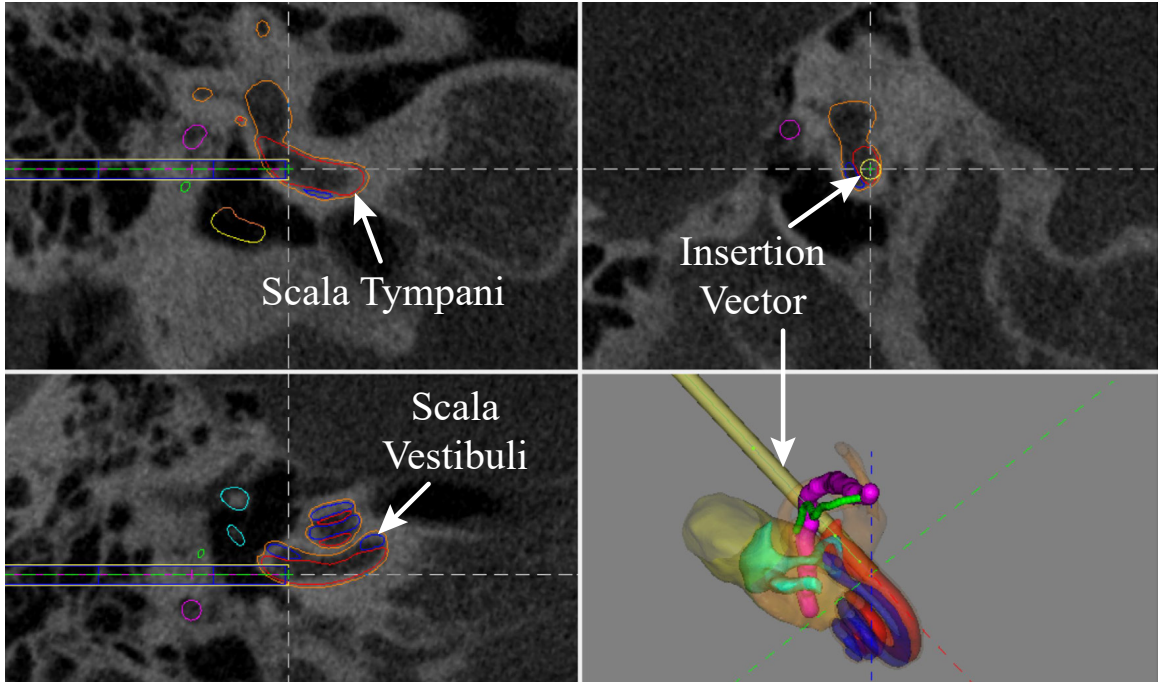 Scala Tympani
Insertion
Vector
Scala
Vestibuli